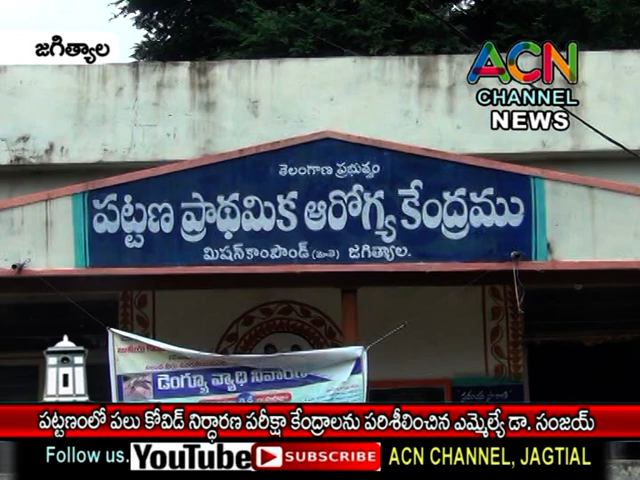 జగిత్యాల
ACN
CHANNEL
NEWS
తెలంగాణ ప్రభుత్వం
పట్టణ ప్రాథమిక ఆరోగ్య కేంద్రము
మిషన్ కాంపౌండ్ జగిత్యాల.
డెంగ్యూ వ్యాధి నివారణ
పట్టణంలో పలు కోవిడ్ నిర్ధారణ పరీక్షా కేంద్రాలను పరిశీలించిన ఎమ్మెల్యే డా. సంజయ్
Follow us. YouTube SUBSCRIBE ACN CHANNEL, JAGTIAL